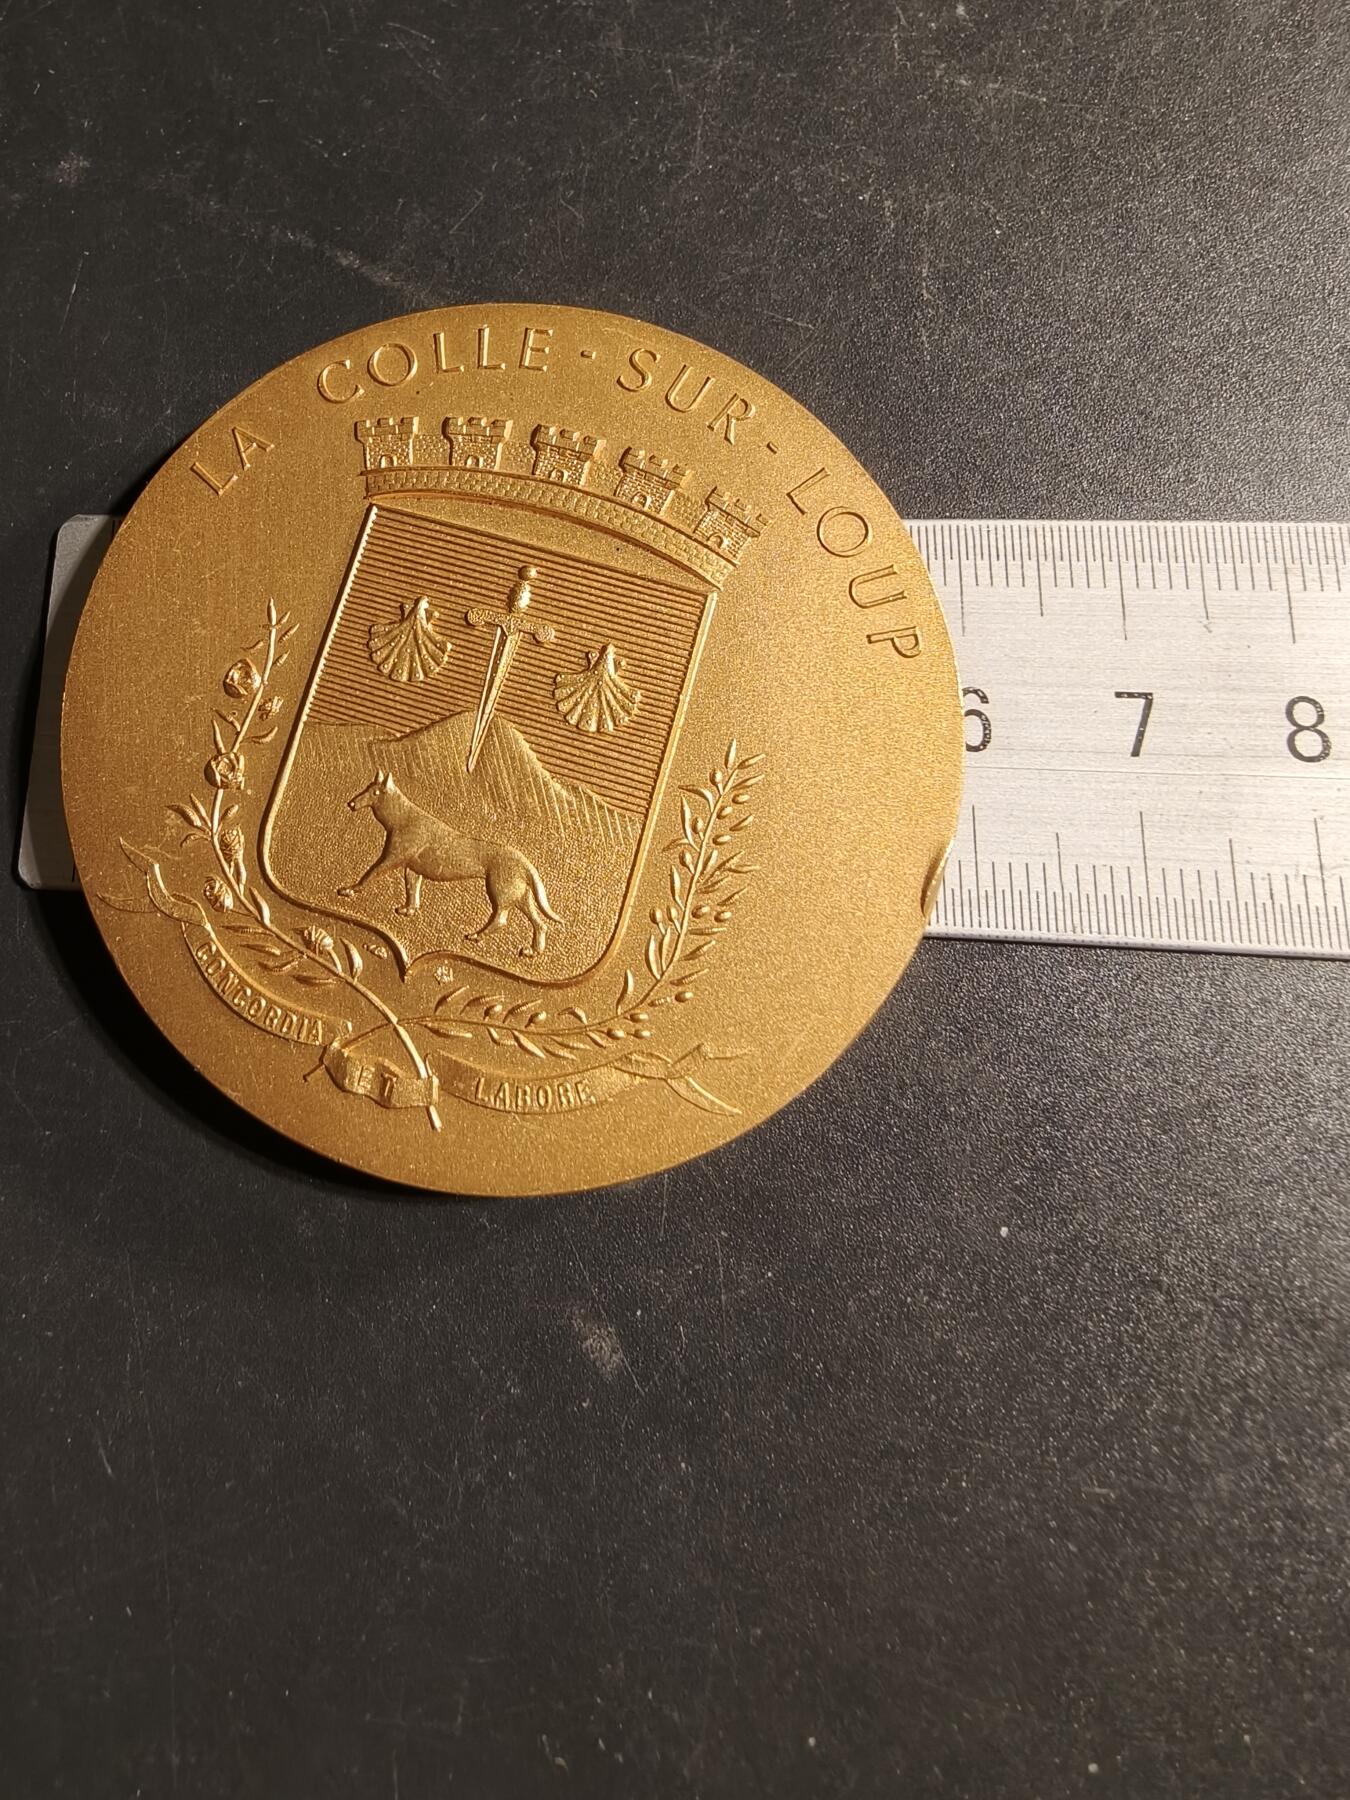 LA COLLE-SUR-LOUP
CONCORDIA ET LABORE
6 7 8